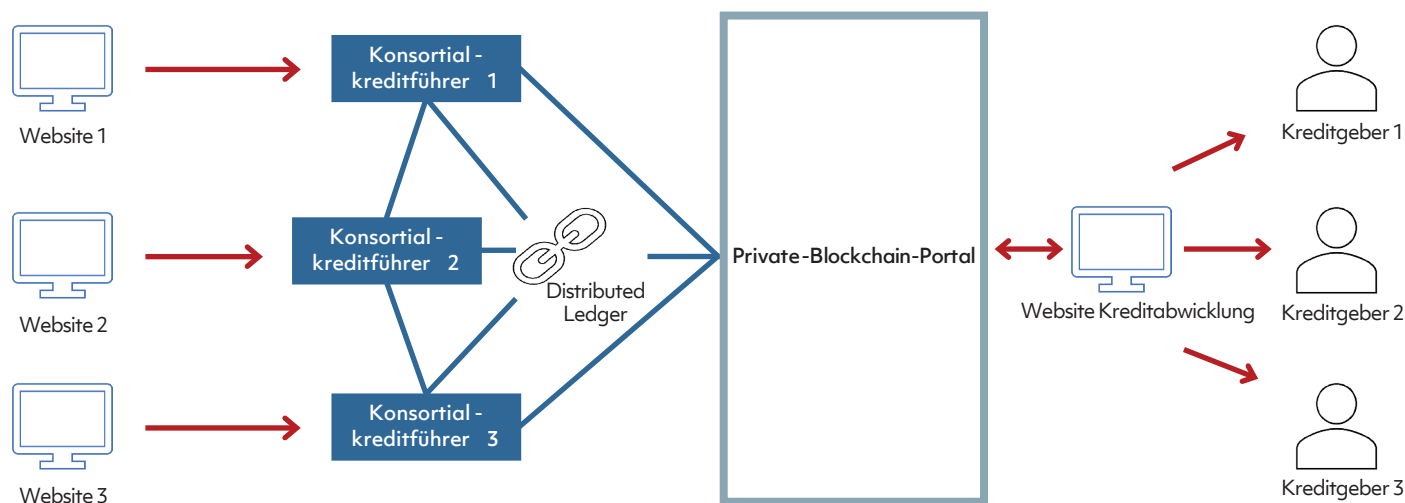 Website 1
Konsortial -
kreditführer 1
Website 2
Konsortial -
kreditführer 2
Website 3
Konsortial -
kreditführer 3
Distributed
Ledger
Private-Blockchain-Portal
Website Kreditabwicklung
Kreditgeber 1
Kreditgeber 2
Kreditgeber 3